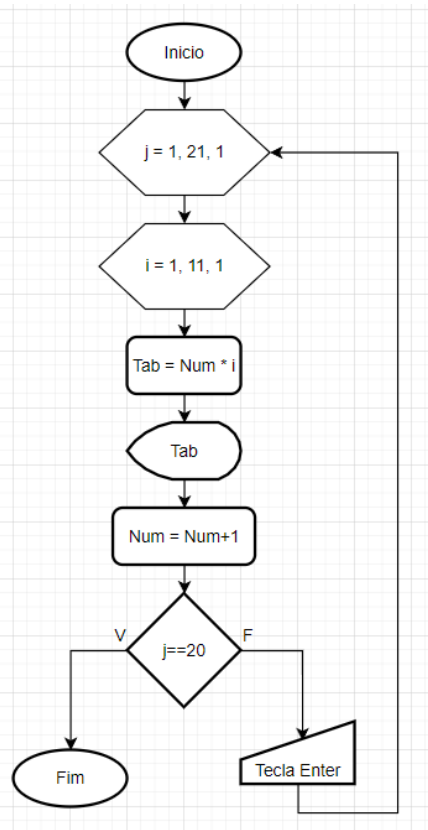 Inicio
j = 1, 21, 1
i = 1, 11, 1
Tab = Num * i
Tab
Num = Num+1
V
F
j==20
Fim
Tecla Enter